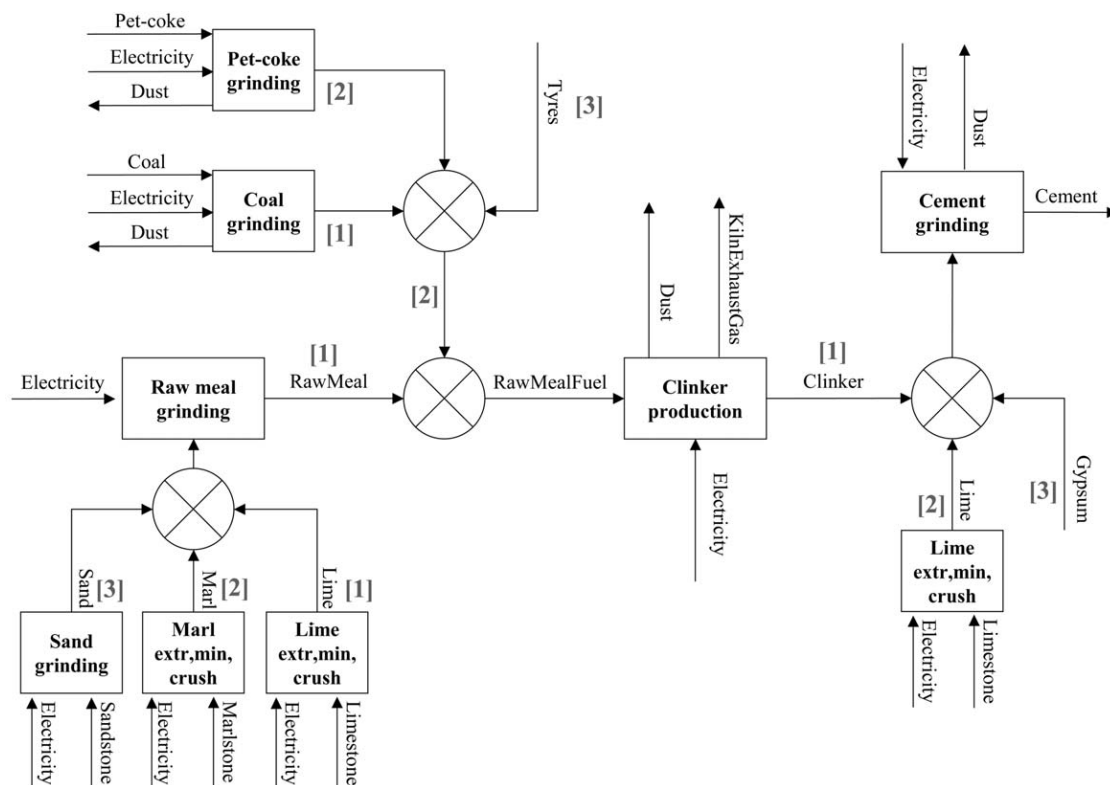 Pet-coke
Electricity
Dust
Pet-coke
grinding
[2]
Tyres
[3]
Coal
Electricity
Dust
Coal
grinding
[1]
[2]
Electricity
Dust
Cement
grinding
Cement
Electricity
Raw meal
grinding
[1]
RawMeal
RawMealFuel
Dust
KilnExhaustGas
Clinker
production
Electricity
[1]
Clinker
[2]
Lime
[3]
Gypsum
Lime
extr,min,
crush
Electricity
Limestone
Sand
[3]
Marl
[2]
Lime
[1]
Sand
grinding
Marl
extr,min,
crush
Lime
extr,min,
crush
Electricity
Sandstone
Electricity
Marlstone
Electricity
Limestone